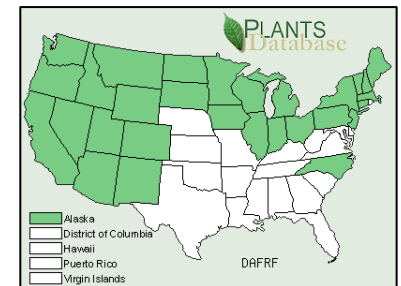 PLANTS
Database
Alaska
District of Columbia
Hawaii
Puerto Rico
Virgin Islands
DAFRF